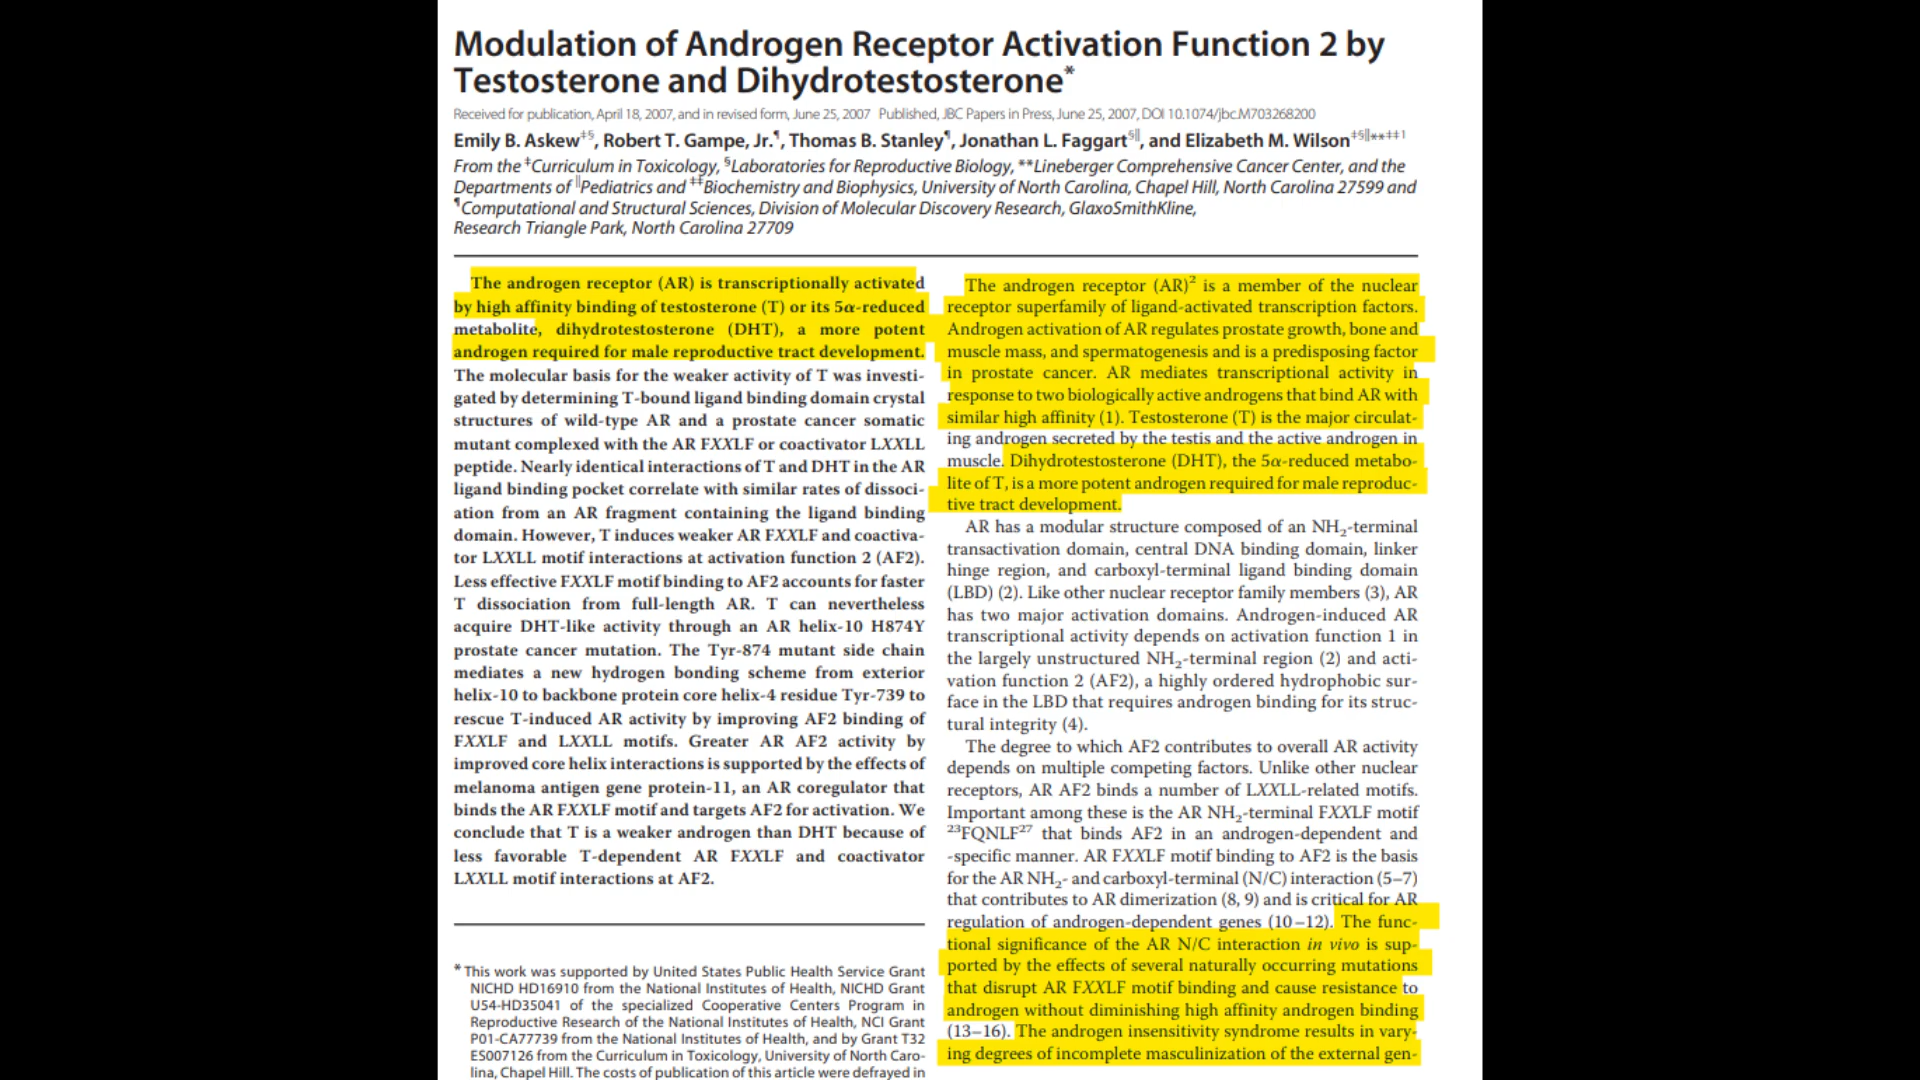 Modulation of Androgen Receptor Activation Function 2 by
Testosterone and Dihydrotestosterone*
Received for publication, April 18, 2007, and in revised form, June 25, 2007 Published, JBC Papers in Press, June 25, 2007, DOI 10.1074/jbc.M703268200
Emily B. Askew‡§, Robert T. Gampe, Jr.¶, Thomas B. Stanley¶, Jonathan L. Faggart§‖, and Elizabeth M. Wilson‡§‖**‡‡1
From the ‡Curriculum in Toxicology, §Laboratories for Reproductive Biology, **Lineberger Comprehensive Cancer Center, and the
Departments of ‖Pediatrics and ‡‡Biochemistry and Biophysics, University of North Carolina, Chapel Hill, North Carolina 27599 and
¶Computational and Structural Sciences, Division of Molecular Discovery Research, GlaxoSmithKline,
Research Triangle Park, North Carolina 27709
The androgen receptor (AR) is transcriptionally activated
by high affinity binding of testosterone (T) or its 5α-reduced
metabolite, dihydrotestosterone (DHT), a more potent
androgen required for male reproductive tract development.
The molecular basis for the weaker activity of T was investi-
gated by determining T-bound ligand binding domain crystal
structures of wild-type AR and a prostate cancer somatic
mutant complexed with the AR FXXLF or coactivator LXXLL
peptide. Nearly identical interactions of T and DHT in the AR
ligand binding pocket correlate with similar rates of dissoci-
ation from an AR fragment containing the ligand binding
domain. However, T induces weaker AR FXXLF and coactiva-
tor LXXLL motif interactions at activation function 2 (AF2).
Less effective FXXLF motif binding to AF2 accounts for faster
T dissociation from full-length AR. T can nevertheless
acquire DHT-like activity through an AR helix-10 H874Y
prostate cancer mutation. The Tyr-874 mutant side chain
mediates a new hydrogen bonding scheme from exterior
helix-10 to backbone protein core helix-4 residue Tyr-739 to
rescue T-induced AR activity by improving AF2 binding of
FXXLF and LXXLL motifs. Greater AR AF2 activity by
improved core helix interactions is supported by the effects of
melanoma antigen gene protein-11, an AR coregulator that
binds the AR FXXLF motif and targets AF2 for activation. We
conclude that T is a weaker androgen than DHT because of
less favorable T-dependent AR FXXLF and coactivator
LXXLL motif interactions at AF2.
* This work was supported by United States Public Health Service Grant
NICHD HD16910 from the National Institutes of Health, NICHD Grant
U54-HD35041 of the specialized Cooperative Centers Program in
Reproductive Research of the National Institutes of Health, NCI Grant
P01-CA77739 from the National Institutes of Health, and by Grant T32
ES007126 from the Curriculum in Toxicology, University of North Caro-
lina, Chapel Hill. The costs of publication of this article were defrayed in
The androgen receptor (AR)2 is a member of the nuclear
receptor superfamily of ligand-activated transcription factors.
Androgen activation of AR regulates prostate growth, bone and
muscle mass, and spermatogenesis and is a predisposing factor
in prostate cancer. AR mediates transcriptional activity in
response to two biologically active androgens that bind AR with
similar high affinity (1). Testosterone (T) is the major circulat-
ing androgen secreted by the testis and the active androgen in
muscle. Dihydrotestosterone (DHT), the 5α-reduced metabo-
lite of T, is a more potent androgen required for male reproduc-
tive tract development.
AR has a modular structure composed of an NH2-terminal
transactivation domain, central DNA binding domain, linker
hinge region, and carboxyl-terminal ligand binding domain
(LBD) (2). Like other nuclear receptor family members (3), AR
has two major activation domains. Androgen-induced AR
transcriptional activity depends on activation function 1 in
the largely unstructured NH2-terminal region (2) and acti-
vation function 2 (AF2), a highly ordered hydrophobic sur-
face in the LBD that requires androgen binding for its struc-
tural integrity (4).
The degree to which AF2 contributes to overall AR activity
depends on multiple competing factors. Unlike other nuclear
receptors, AR AF2 binds a number of LXXLL-related motifs.
Important among these is the AR NH2-terminal FXXLF motif
23FQNLF27 that binds AF2 in an androgen-dependent and
-specific manner. AR FXXLF motif binding to AF2 is the basis
for the AR NH2- and carboxyl-terminal (N/C) interaction (5–7)
that contributes to AR dimerization (8, 9) and is critical for AR
regulation of androgen-dependent genes (10–12). The func-
tional significance of the AR N/C interaction in vivo is sup-
ported by the effects of several naturally occurring mutations
that disrupt AR FXXLF motif binding and cause resistance to
androgen without diminishing high affinity androgen binding
(13–16). The androgen insensitivity syndrome results in vary-
ing degrees of incomplete masculinization of the external gen-